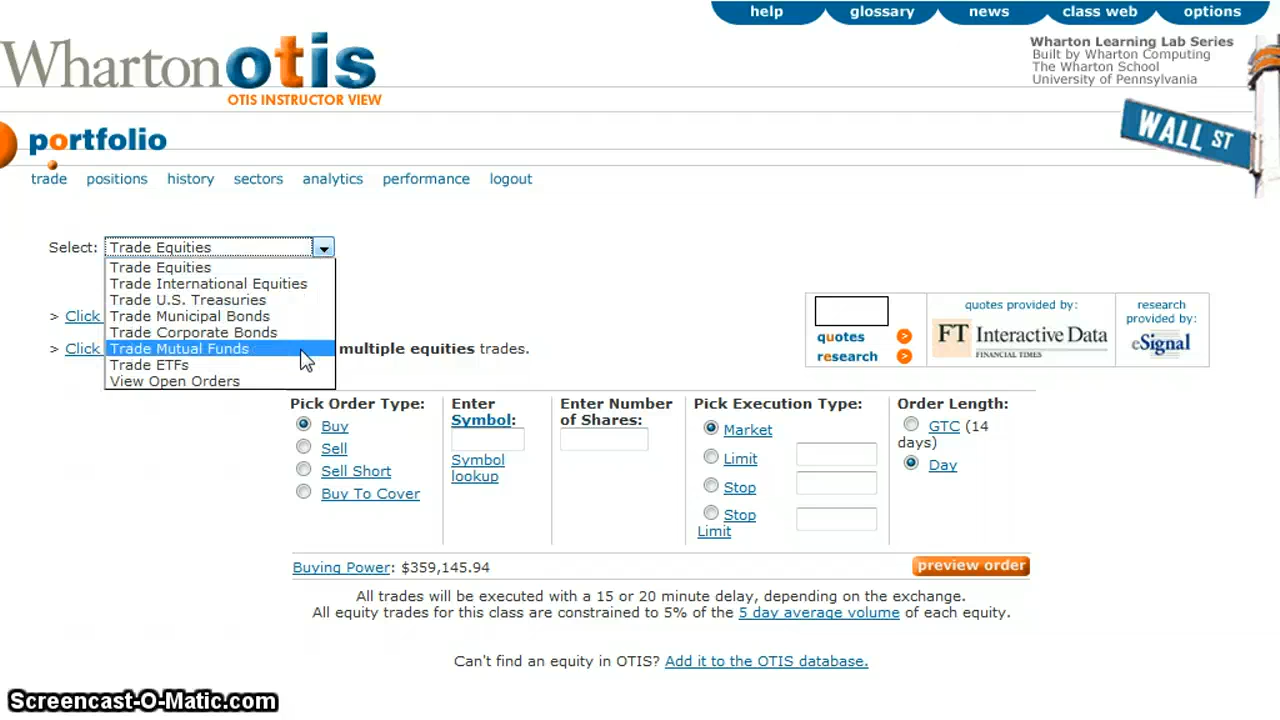 help glossary news class web options
Wharton otis
OTIS INSTRUCTOR VIEW
Wharton Learning Lab Series
Built by Wharton Computing
The Wharton School
University of Pennsylvania
WALL ST
portfolio
trade positions history sectors analytics performance logout
Select: Trade Equities
Trade Equities
Trade International Equities
Trade U.S. Treasuries
Trade Municipal Bonds
Trade Corporate Bonds
Trade Mutual Funds
Trade ETFs
View Open Orders
> Click
> Click multiple equities trades.
quotes
research
quotes provided by:
FT Interactive Data
FINANCIAL TIMES
research
provided by:
eSignal
Pick Order Type:
Buy
Sell
Sell Short
Buy To Cover
Enter
Symbol:
Symbol
lookup
Enter Number
of Shares:
Pick Execution Type:
Market
Limit
Stop
Stop
Limit
Order Length:
GTC (14
days)
Day
Buying Power: $359,145.94
preview order
All trades will be executed with a 15 or 20 minute delay, depending on the exchange.
All equity trades for this class are constrained to 5% of the 5 day average volume of each equity.
Can't find an equity in OTIS? Add it to the OTIS database.
Screencast-O-Matic.com